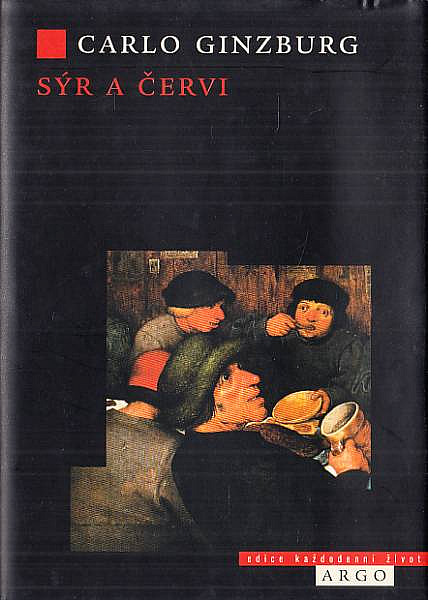 CARLO GINZBURG
SÝR A ČERVI
edice každodenní život
ARGO